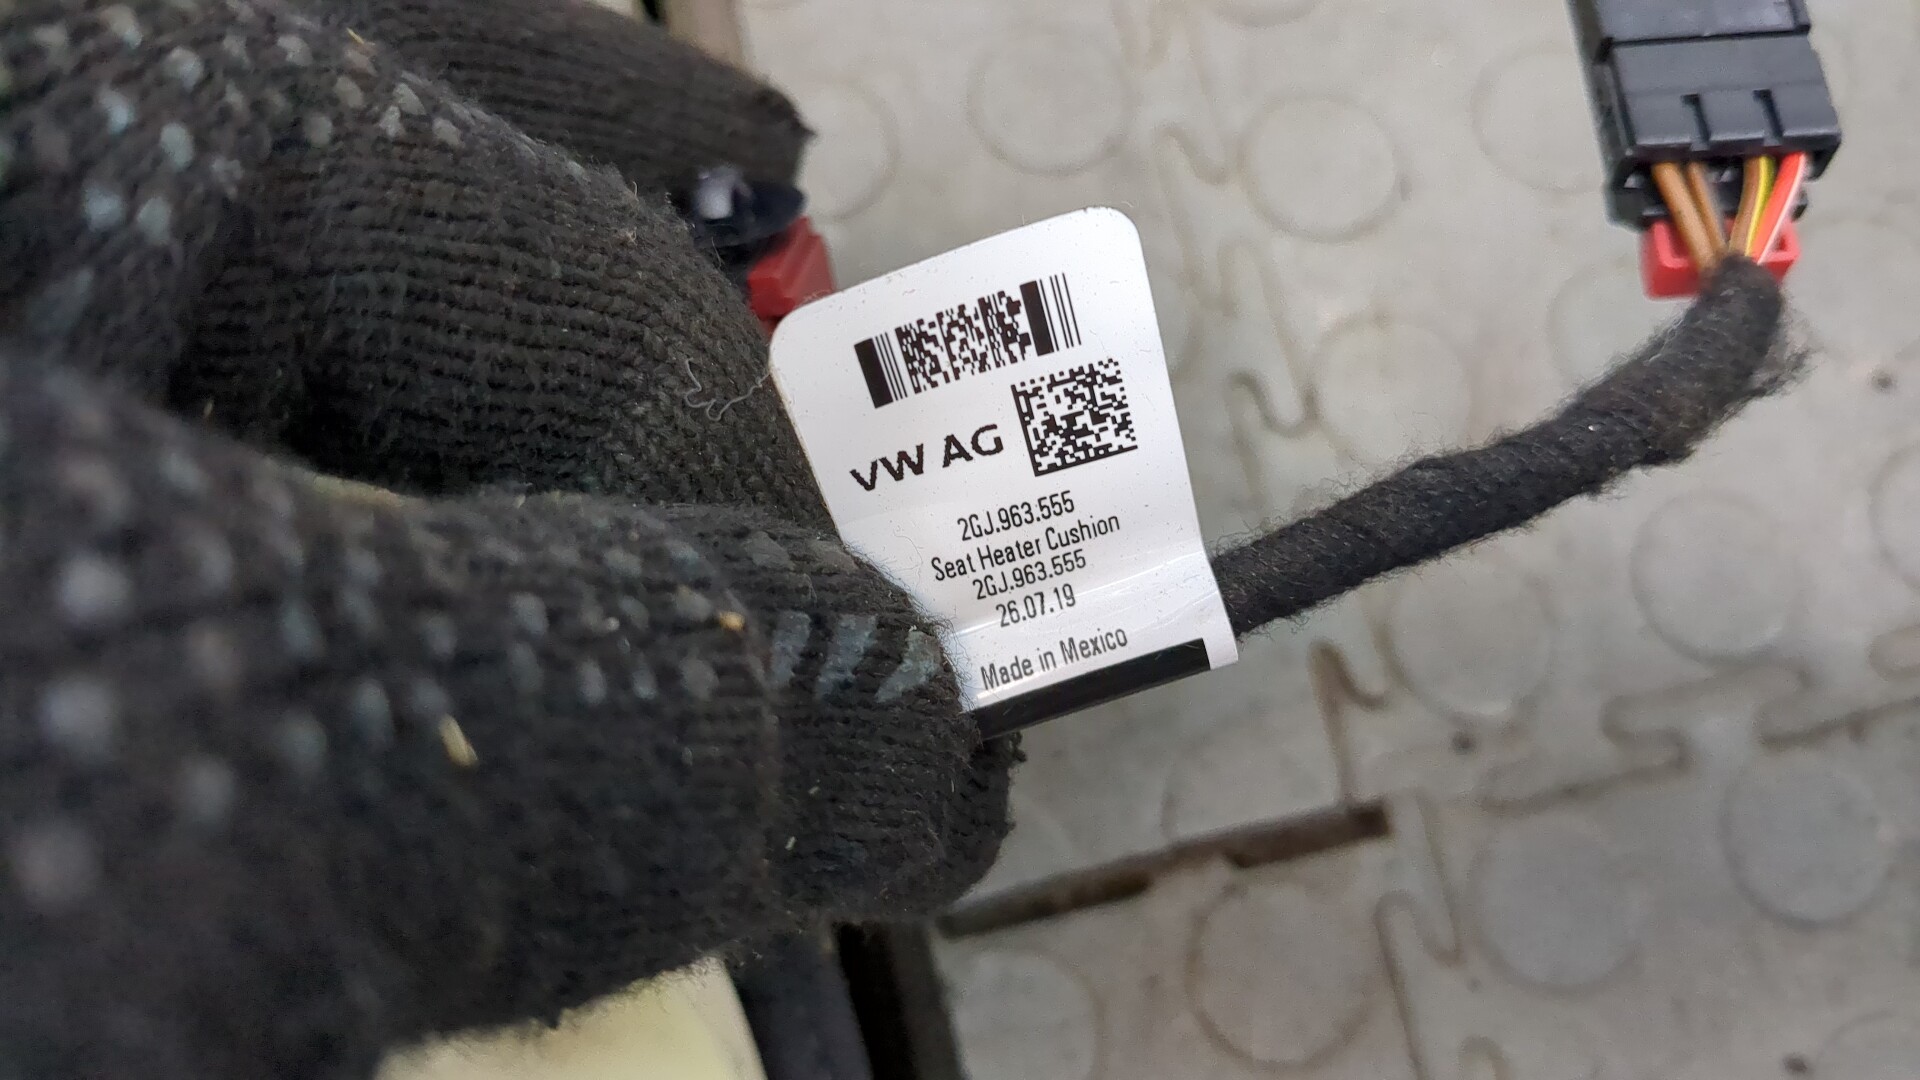 VW AG
2GJ.963.555
Seat Heater Cushion
2GJ.963.555
26.07.19
Made in Mexico